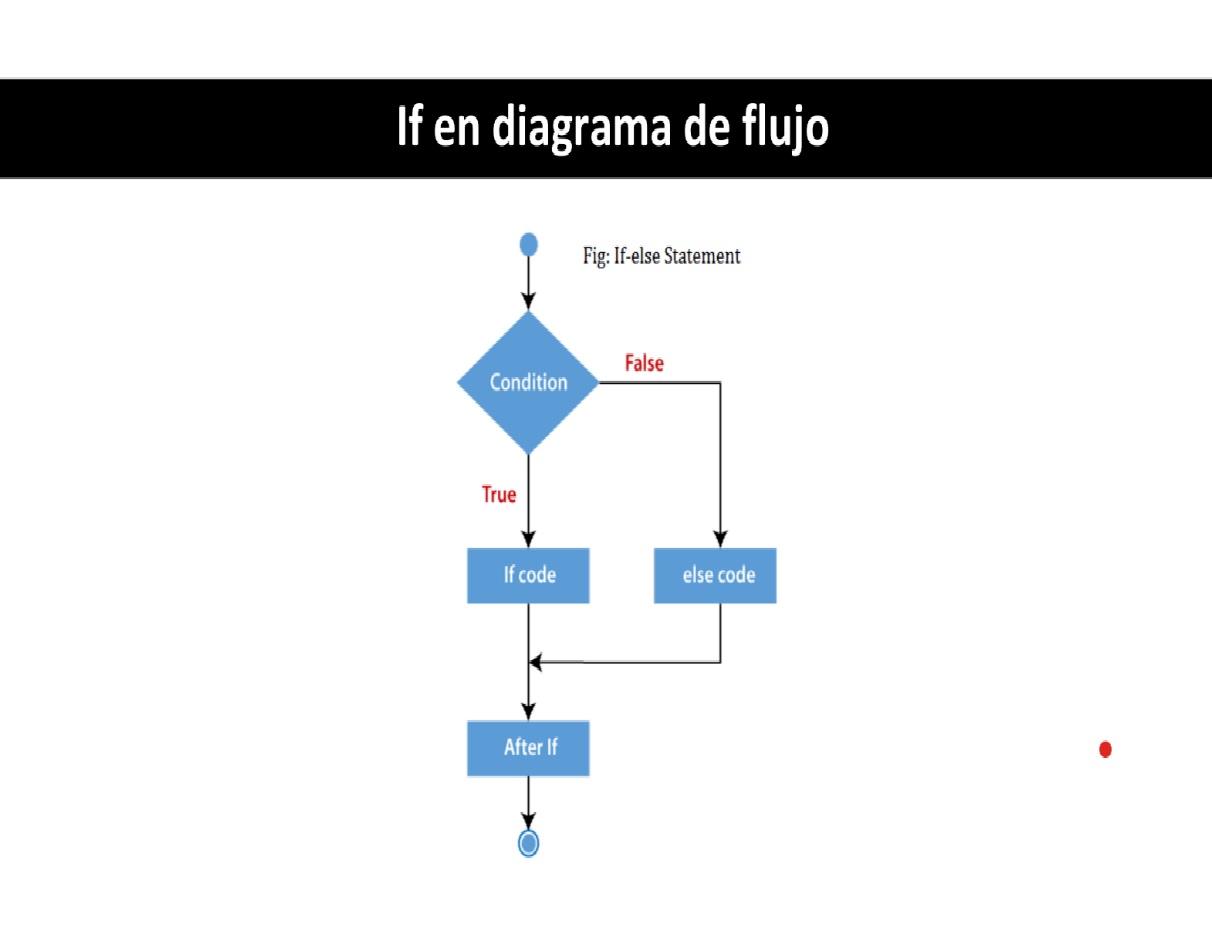 If en diagrama de flujo
Fig: If-else Statement
False
Condition
True
If code
else code
After If